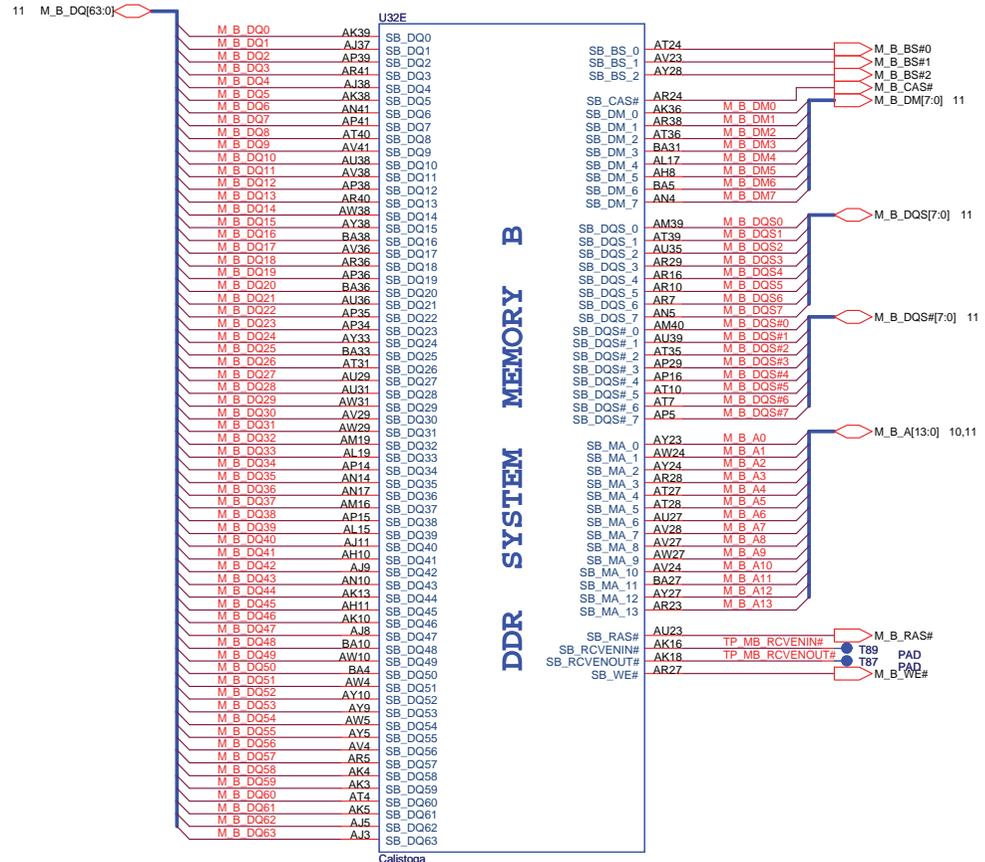 11 M_B_DQ[63:0]
U32E
M_B_DQ0 AK39 SB_DQ0
M_B_DQ1 AJ37 SB_DQ1
M_B_DQ2 AP39 SB_DQ2
M_B_DQ3 AR41 SB_DQ3
M_B_DQ4 AJ38 SB_DQ4
M_B_DQ5 AK38 SB_DQ5
M_B_DQ6 AN41 SB_DQ6
M_B_DQ7 AP41 SB_DQ7
M_B_DQ8 AT40 SB_DQ8
M_B_DQ9 AV41 SB_DQ9
M_B_DQ10 AU38 SB_DQ10
M_B_DQ11 AV38 SB_DQ11
M_B_DQ12 AP38 SB_DQ12
M_B_DQ13 AR40 SB_DQ13
M_B_DQ14 AW38 SB_DQ14
M_B_DQ15 AY38 SB_DQ15
M_B_DQ16 BA38 SB_DQ16
M_B_DQ17 AV36 SB_DQ17
M_B_DQ18 AR36 SB_DQ18
M_B_DQ19 AP36 SB_DQ19
M_B_DQ20 BA36 SB_DQ20
M_B_DQ21 AU36 SB_DQ21
M_B_DQ22 AP35 SB_DQ22
M_B_DQ23 AP34 SB_DQ23
M_B_DQ24 AY33 SB_DQ24
M_B_DQ25 BA33 SB_DQ25
M_B_DQ26 AT31 SB_DQ26
M_B_DQ27 AU29 SB_DQ27
M_B_DQ28 AU31 SB_DQ28
M_B_DQ29 AW31 SB_DQ29
M_B_DQ30 AV29 SB_DQ30
M_B_DQ31 AW29 SB_DQ31
M_B_DQ32 AM19 SB_DQ32
M_B_DQ33 AL19 SB_DQ33
M_B_DQ34 AP14 SB_DQ34
M_B_DQ35 AN14 SB_DQ35
M_B_DQ36 AN17 SB_DQ36
M_B_DQ37 AM16 SB_DQ37
M_B_DQ38 AP15 SB_DQ38
M_B_DQ39 AL15 SB_DQ39
M_B_DQ40 AJ11 SB_DQ40
M_B_DQ41 AH10 SB_DQ41
M_B_DQ42 AJ9 SB_DQ42
M_B_DQ43 AN10 SB_DQ43
M_B_DQ44 AK13 SB_DQ44
M_B_DQ45 AH11 SB_DQ45
M_B_DQ46 AK10 SB_DQ46
M_B_DQ47 AJ8 SB_DQ47
M_B_DQ48 BA10 SB_DQ48
M_B_DQ49 AW10 SB_DQ49
M_B_DQ50 BA4 SB_DQ50
M_B_DQ51 AW4 SB_DQ51
M_B_DQ52 AY10 SB_DQ52
M_B_DQ53 AY9 SB_DQ53
M_B_DQ54 AW5 SB_DQ54
M_B_DQ55 AY5 SB_DQ55
M_B_DQ56 AV4 SB_DQ56
M_B_DQ57 AR5 SB_DQ57
M_B_DQ58 AK4 SB_DQ58
M_B_DQ59 AK3 SB_DQ59
M_B_DQ60 AT4 SB_DQ60
M_B_DQ61 AK5 SB_DQ61
M_B_DQ62 AJ5 SB_DQ62
M_B_DQ63 AJ3 SB_DQ63
DDR SYSTEM MEMORY B
SB_BS_0 AT24 M_B_BS#0
SB_BS_1 AV23 M_B_BS#1
SB_BS_2 AY28 M_B_BS#2
SB_CAS# AR24 M_B_CAS#
M_B_DM[7:0] 11
SB_DM_0 AK36 M_B_DM0
SB_DM_1 AR38 M_B_DM1
SB_DM_2 AT36 M_B_DM2
SB_DM_3 BA31 M_B_DM3
SB_DM_4 AL17 M_B_DM4
SB_DM_5 AH8 M_B_DM5
SB_DM_6 BA5 M_B_DM6
SB_DM_7 AN4 M_B_DM7
M_B_DQS[7:0] 11
SB_DQS_0 AM39 M_B_DQS0
SB_DQS_1 AT39 M_B_DQS1
SB_DQS_2 AU35 M_B_DQS2
SB_DQS_3 AR29 M_B_DQS3
SB_DQS_4 AR16 M_B_DQS4
SB_DQS_5 AR10 M_B_DQS5
SB_DQS_6 AR7 M_B_DQS6
SB_DQS_7 AN5 M_B_DQS7
M_B_DQS#[7:0] 11
SB_DQS#_0 AM40 M_B_DQS#0
SB_DQS#_1 AU39 M_B_DQS#1
SB_DQS#_2 AT35 M_B_DQS#2
SB_DQS#_3 AP29 M_B_DQS#3
SB_DQS#_4 AP16 M_B_DQS#4
SB_DQS#_5 AT10 M_B_DQS#5
SB_DQS#_6 AT7 M_B_DQS#6
SB_DQS#_7 AP5 M_B_DQS#7
M_B_A[13:0] 10,11
SB_MA_0 AY23 M_B_A0
SB_MA_1 AW24 M_B_A1
SB_MA_2 AY24 M_B_A2
SB_MA_3 AR28 M_B_A3
SB_MA_4 AT27 M_B_A4
SB_MA_5 AT28 M_B_A5
SB_MA_6 AU27 M_B_A6
SB_MA_7 AV28 M_B_A7
SB_MA_8 AV27 M_B_A8
SB_MA_9 AW27 M_B_A9
SB_MA_10 AV24 M_B_A10
SB_MA_11 BA27 M_B_A11
SB_MA_12 AY27 M_B_A12
SB_MA_13 AR23 M_B_A13
SB_RAS# AU23 M_B_RAS#
SB_RCVENIN# AK16 TP_MB_RCVENIN# T89 PAD
SB_RCVENOUT# AK18 TP_MB_RCVENOUT# T87 PAD
SB_WE# AR27 M_B_WE#
Calistoga